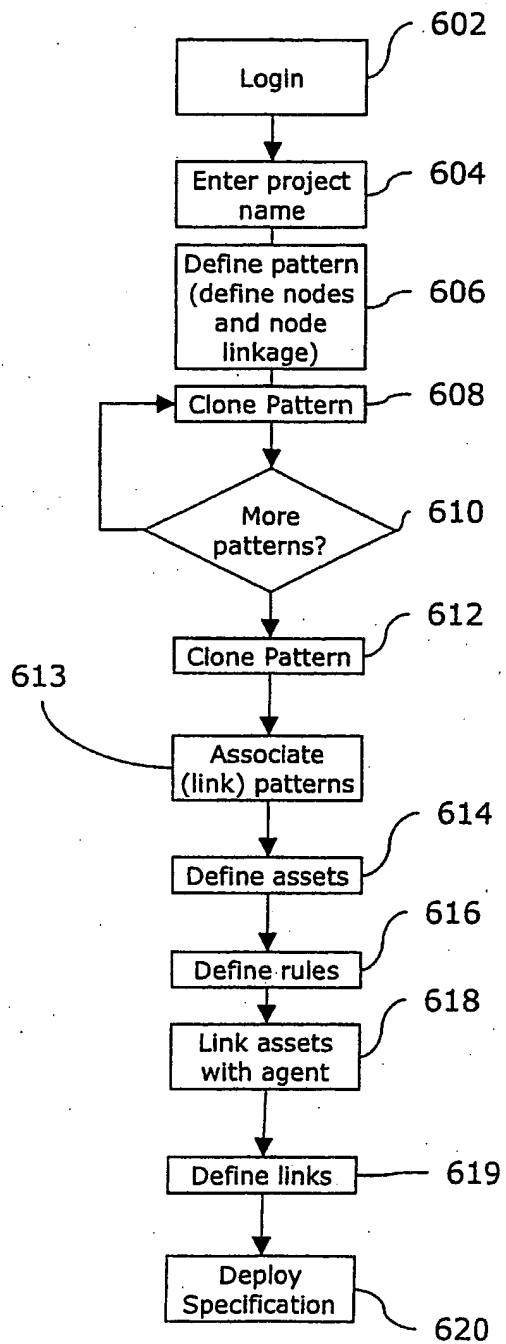 602
Login
604
Enter project
name
Define pattern
(define nodes
and node
linkage)
606
608
Clone Pattern
610
More
patterns?
612
Clone Pattern
613
Associate
(link) patterns
614
Define assets
616
Define rules
618
Link assets
with agent
Define links
619
Deploy
Specification
620